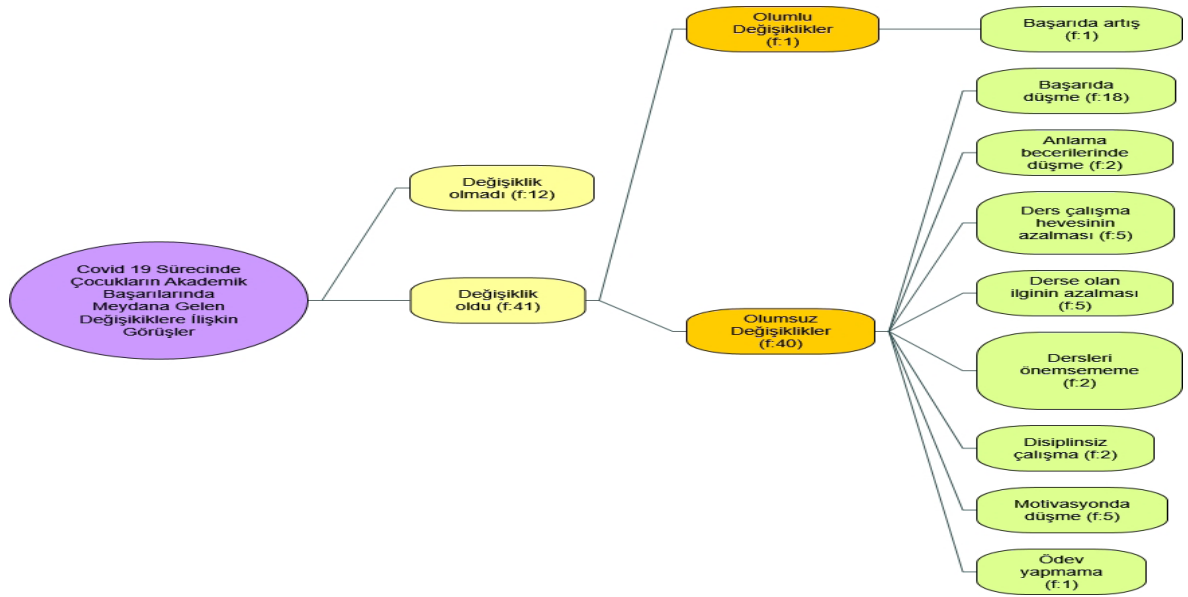 Covid 19 Sürecinde
Çocukların Akademik
Başarılarında
Meydana Gelen
Değişikiklere İlişkin
Görüşler
Değişiklik
olmadı (f:12)
Değişiklik
oldu (f:41)
Olumlu
Değişiklikler
(f:1)
Olumsuz
Değişiklikler
(f:40)
Başarıda artış
(f:1)
Başarıda
düşme (f:18)
Anlama
becerilerinde
düşme (f:2)
Ders çalışma
hevesinin
azalması (f:5)
Derse olan
ilginin azalması
(f:5)
Dersleri
önemsememe
(f:2)
Disiplinsiz
çalışma (f:2)
Motivasyonda
düşme (f:5)
Ödev
yapmama
(f:1)